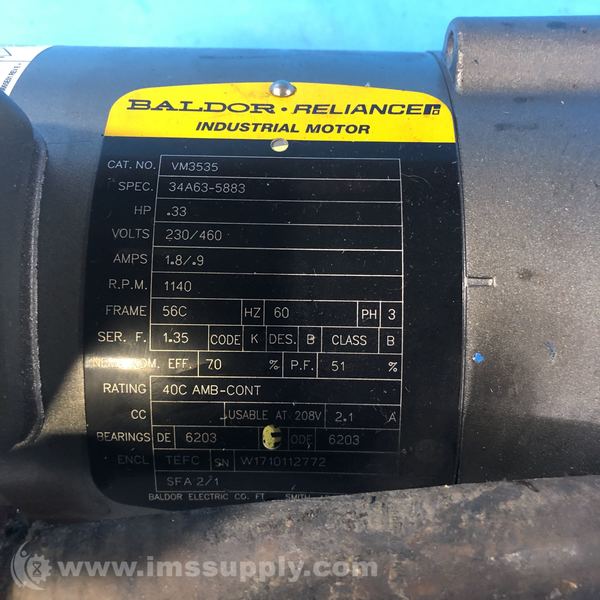 BALDOR • RELIANCE
INDUSTRIAL MOTOR
CAT. NO. VM3535
SPEC. 34A63-5883
HP .33
VOLTS 230/460
AMPS 1.8/.9
R.P.M. 1140
FRAME 56C HZ 60 PH 3
SER. F. 1.35 CODE K DES. B CLASS B
NEMA NOM. EFF. 70 % P.F. 51 %
RATING 40C AMB-CONT
CC USABLE AT 208V 2.1 A
BEARINGS DE 6203 ODE 6203
ENCL TEFC SN W1710112772
SFA 2/1
BALDOR ELECTRIC CO. FT SMITH
www.imssupply.com